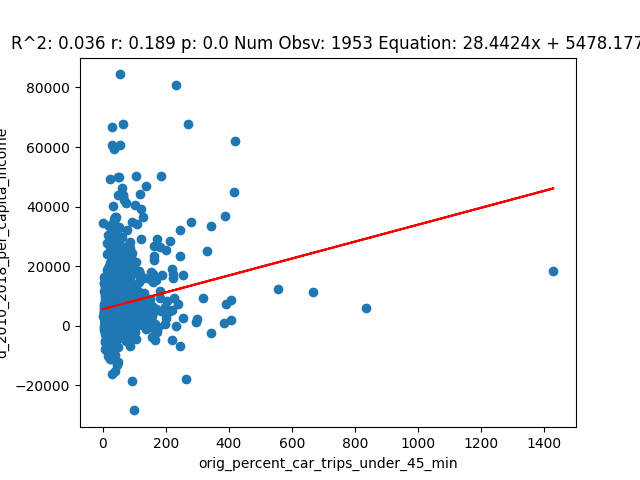 R^2: 0.036 r: 0.189 p: 0.0 Num Obsv: 1953 Equation: 28.4424x + 5478.177
80000
60000
40000
20000
0
−20000
d_2010_2018_per_capita_income
0 200 400 600 800 1000 1200 1400
orig_percent_car_trips_under_45_min